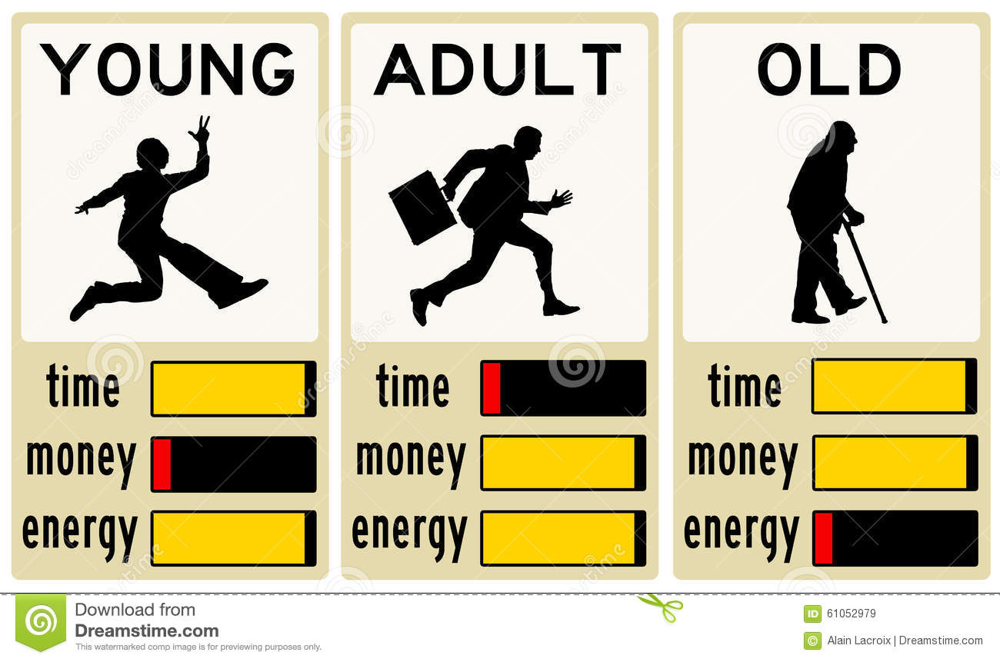 YOUNG
time
money
energy
ADULT
time
money
energy
OLD
time
money
energy
Download from
Dreamstime.com
This watermarked comp image is for previewing purposes only.
ID 61052979
© Alain Lacroix | Dreamstime.com